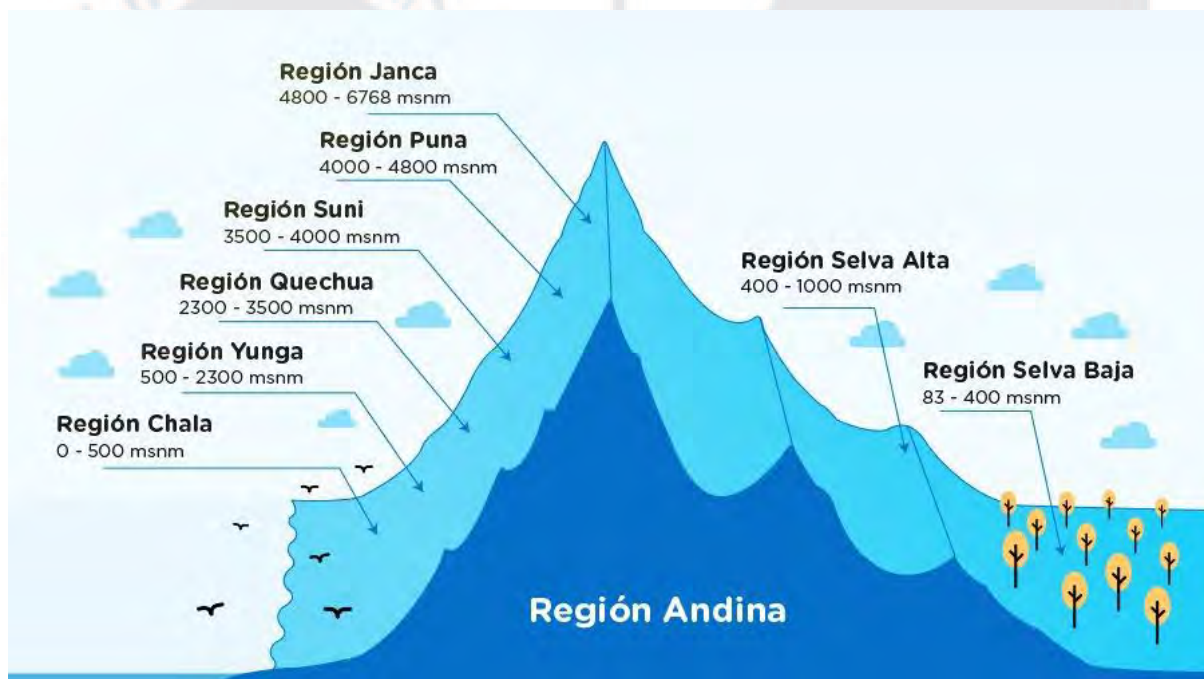 Región Janca
4800 - 6768 msnm
Región Puna
4000 - 4800 msnm
Región Suni
3500 - 4000 msnm
Región Quechua
2300 - 3500 msnm
Región Yunga
500 - 2300 msnm
Región Chala
0 - 500 msnm
Región Selva Alta
400 - 1000 msnm
Región Selva Baja
83 - 400 msnm
Región Andina